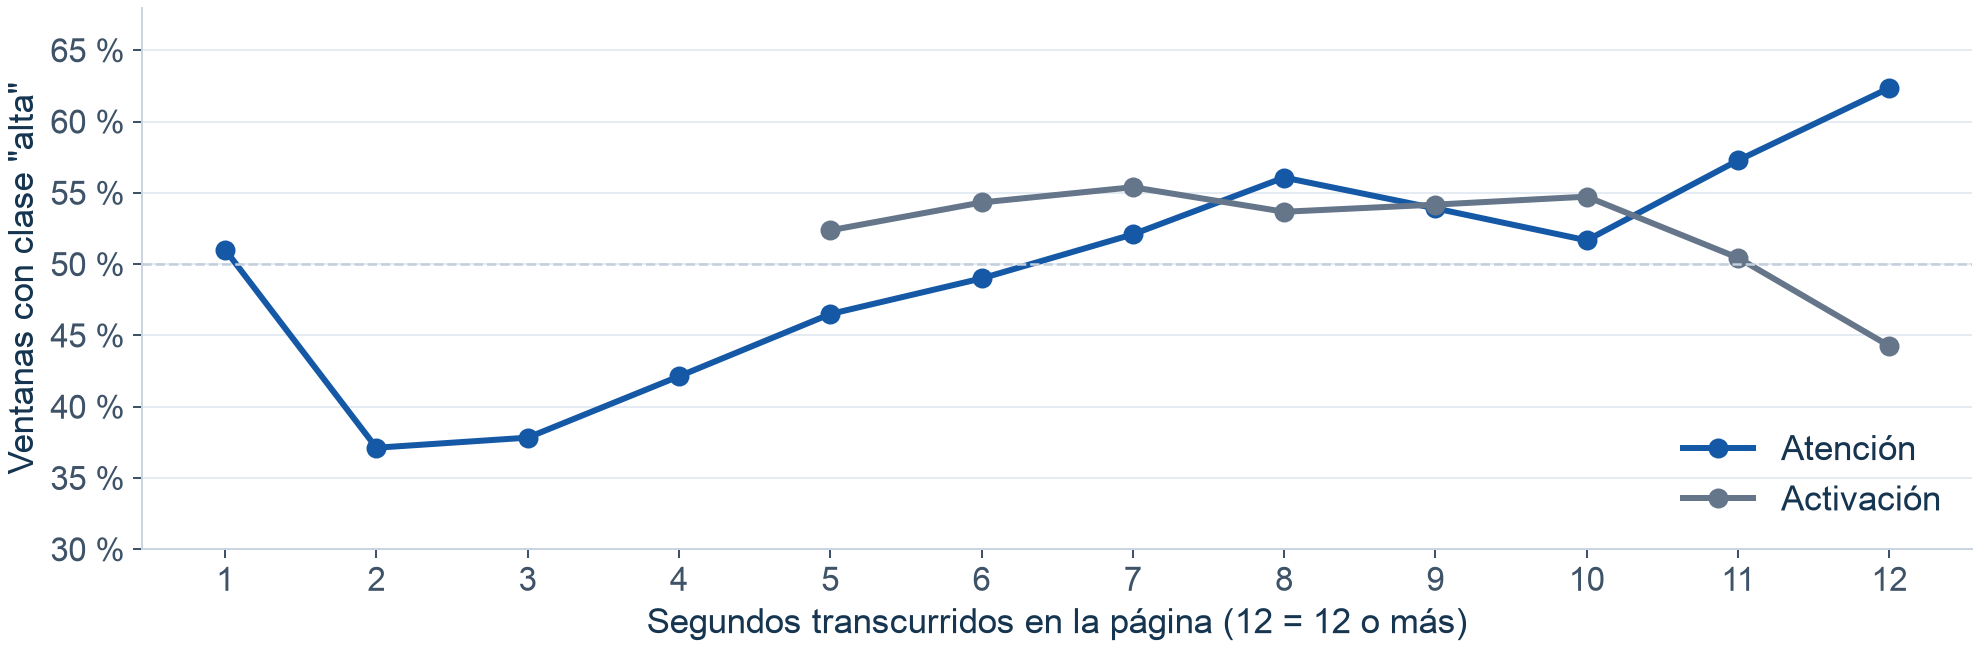 Ventanas con clase "alta"
65 %
60 %
55 %
50 %
45 %
40 %
35 %
30 %
Atención
Activación
1 2 3 4 5 6 7 8 9 10 11 12
Segundos transcurridos en la página (12 = 12 o más)